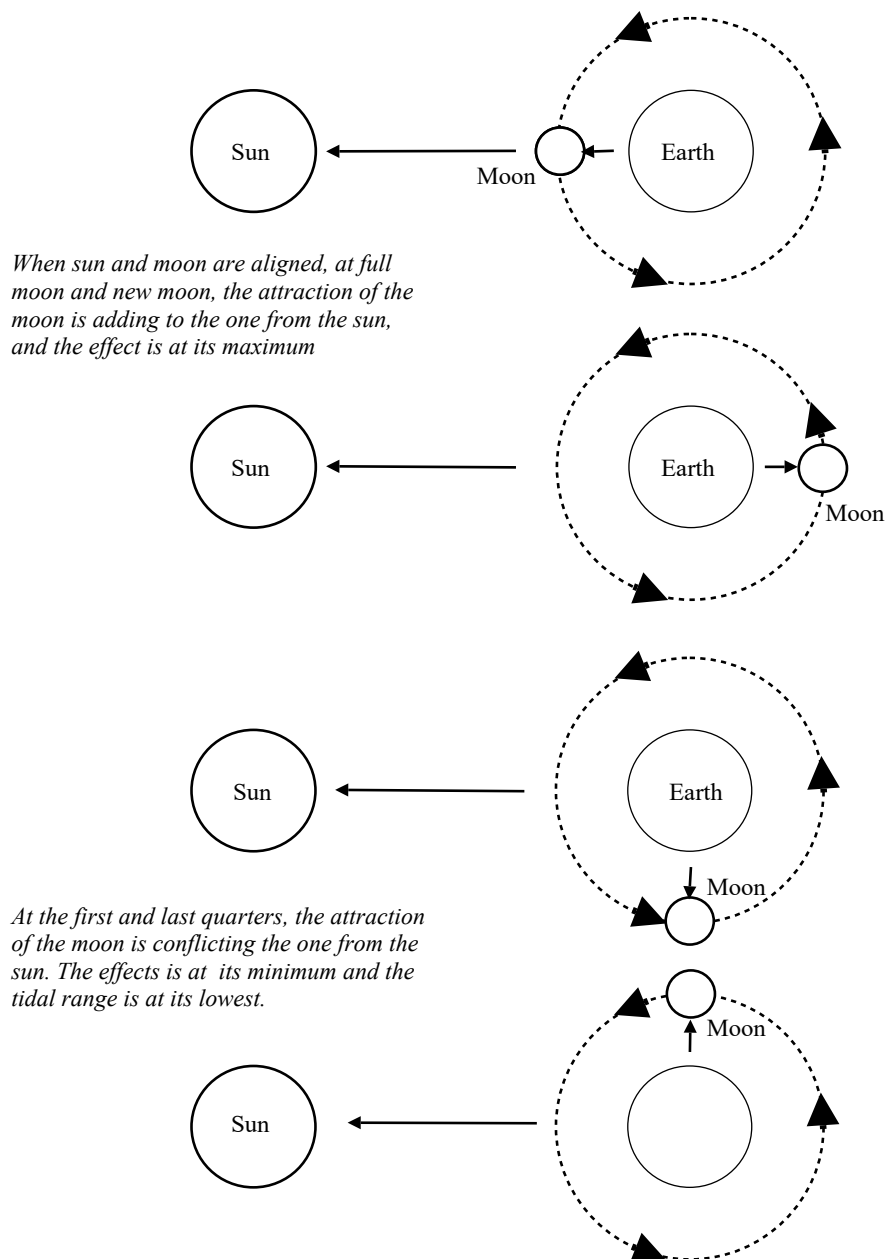 Sun
Earth
Moon
When sun and moon are aligned, at full
moon and new moon, the attraction of the
moon is adding to the one from the sun,
and the effect is at its maximum
Sun
Earth
Moon
Sun
Earth
Moon
At the first and last quarters, the attraction
of the moon is conflicting the one from the
sun. The effects is at  its minimum and the
tidal range is at its lowest.
Moon
Sun